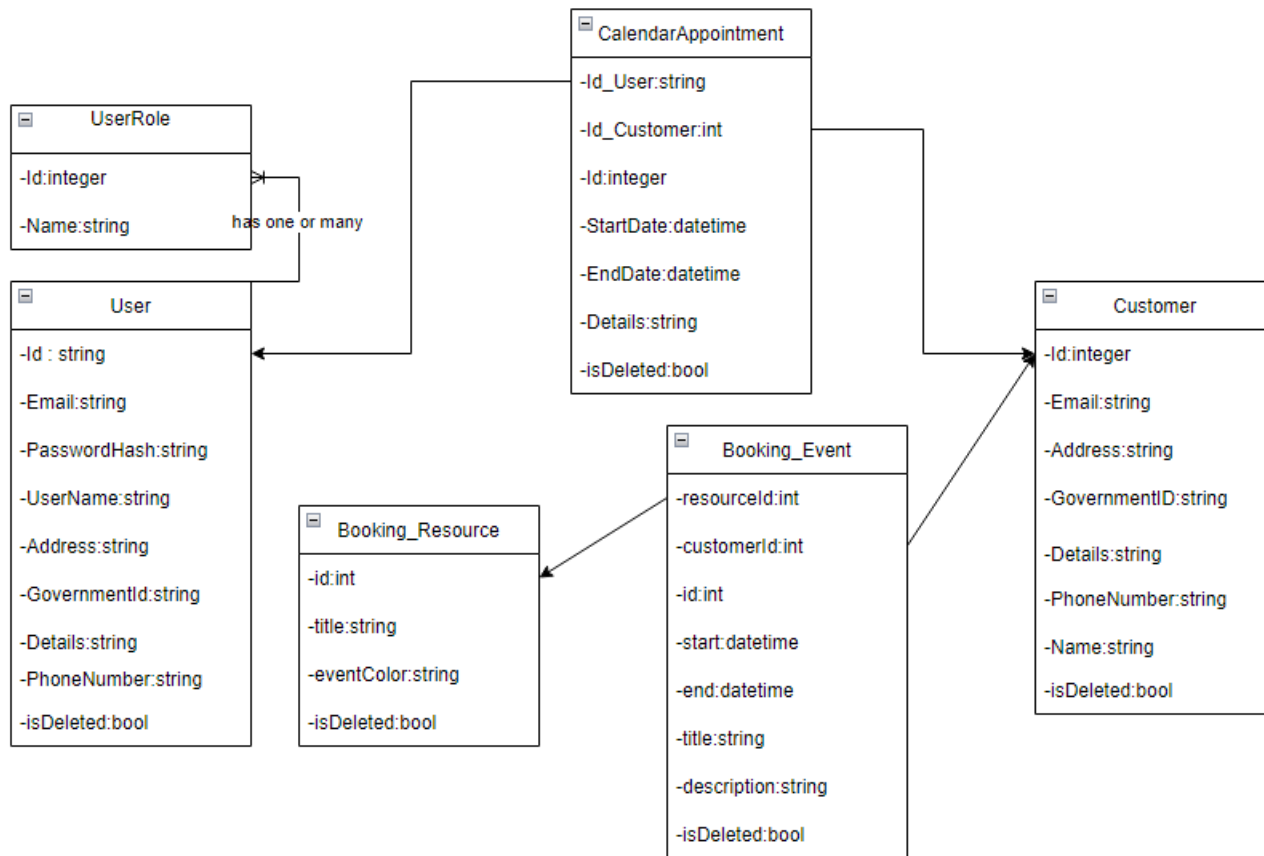 CalendarAppointment
-Id_User:string
-Id_Customer:int
-Id:integer
-StartDate:datetime
-EndDate:datetime
-Details:string
-isDeleted:bool
UserRole
-Id:integer
-Name:string
has one or many
User
-Id : string
-Email:string
-PasswordHash:string
-UserName:string
-Address:string
-GovernmentId:string
-Details:string
-PhoneNumber:string
-isDeleted:bool
Booking_Resource
-id:int
-title:string
-eventColor:string
-isDeleted:bool
Booking_Event
-resourceId:int
-customerId:int
-id:int
-start:datetime
-end:datetime
-title:string
-description:string
-isDeleted:bool
Customer
-Id:integer
-Email:string
-Address:string
-GovernmentID:string
-Details:string
-PhoneNumber:string
-Name:string
-isDeleted:bool